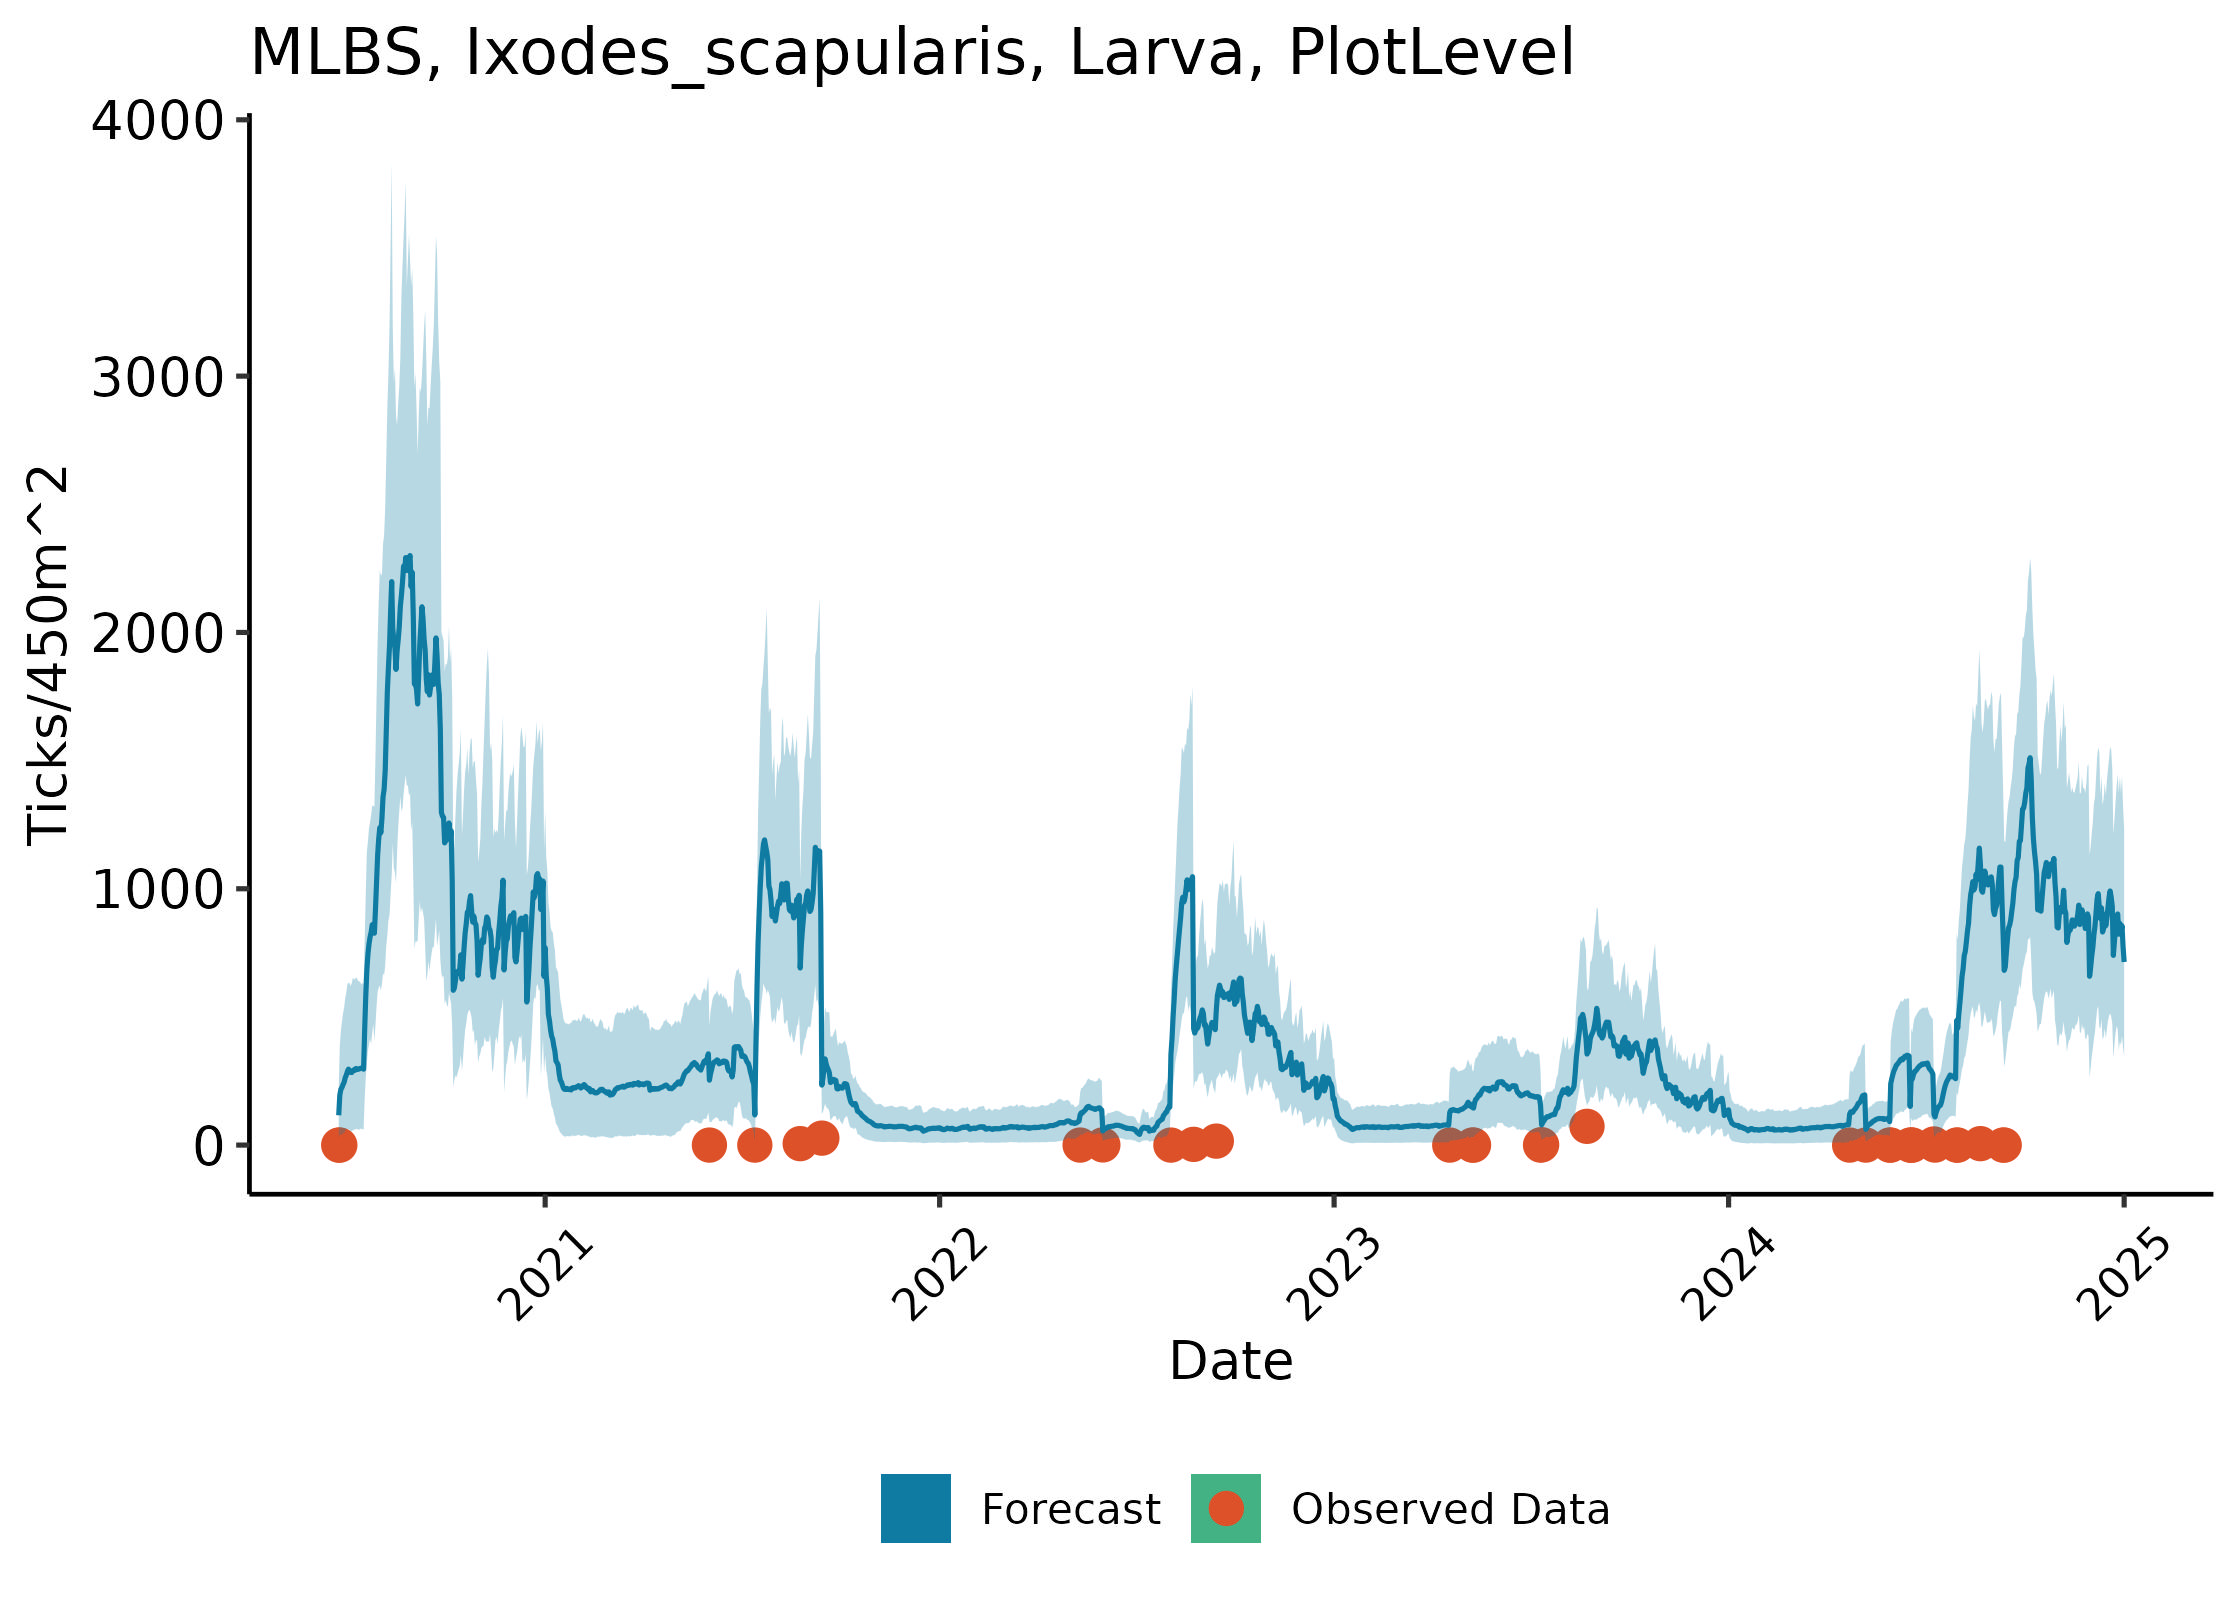 MLBS, Ixodes_scapularis, Larva, PlotLevel
4000
3000
2000
1000
0
Ticks/450m^2
2021
2022
2023
2024
2025
Date
Forecast
Observed Data